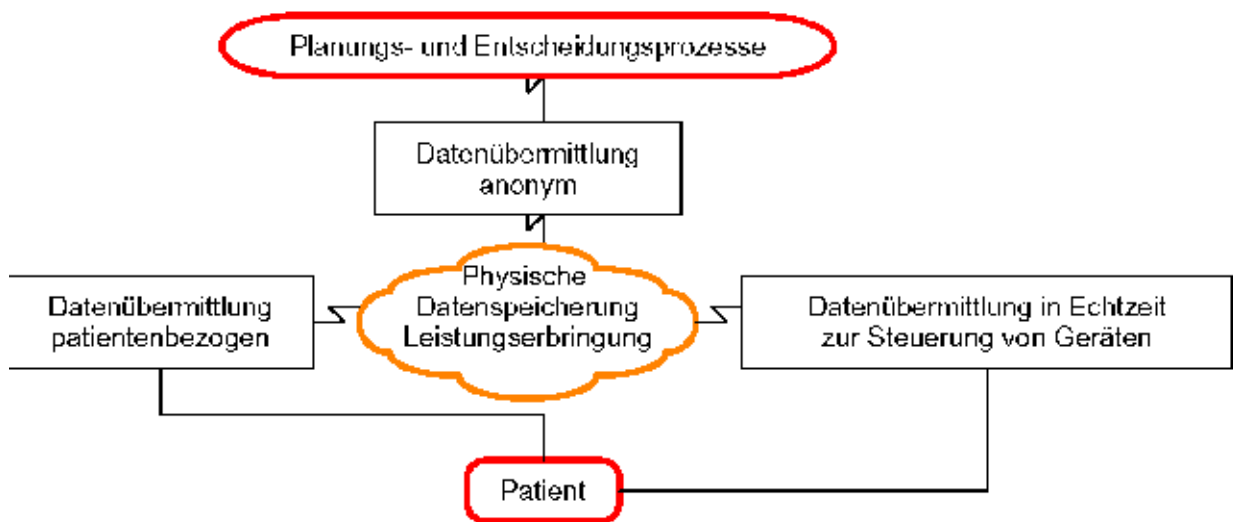 Planungs- und Entscheidungsprozesse
Datenübermittlung
anonym
Physische
Datenspeicherung
Leistungserbringung
Datenübermittlung
patientenbezogen
Datenübermittlung in Echtzeit
zur Steuerung von Geräten
Patient